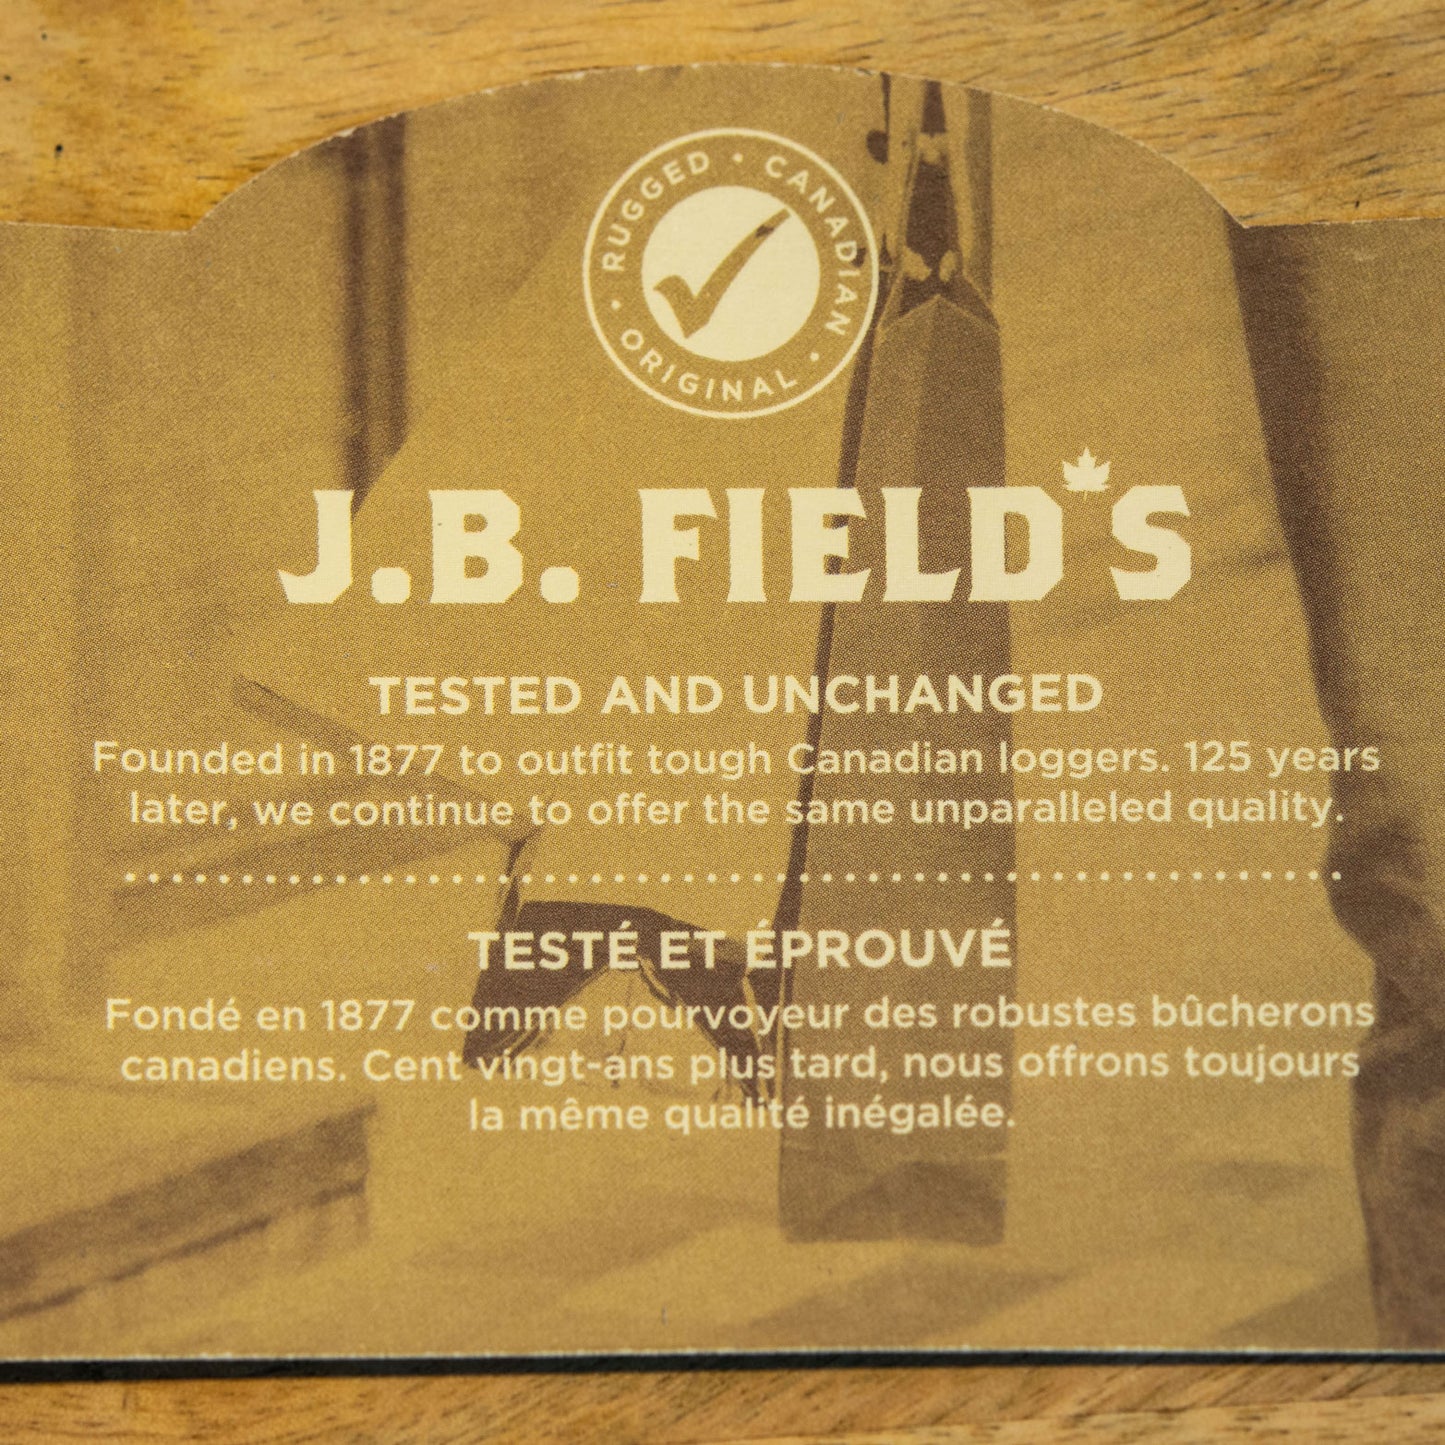 RUGGED • CANADIAN • ORIGINAL •
J.B. FIELD'S
TESTED AND UNCHANGED
Founded in 1877 to outfit tough Canadian loggers. 125 years
later, we continue to offer the same unparalleled quality.
TESTÉ ET ÉPROUVÉ
Fondé en 1877 comme pourvoyeur des robustes bûcherons
canadiens. Cent vingt-ans plus tard, nous offrons toujours
la même qualité inégalée.